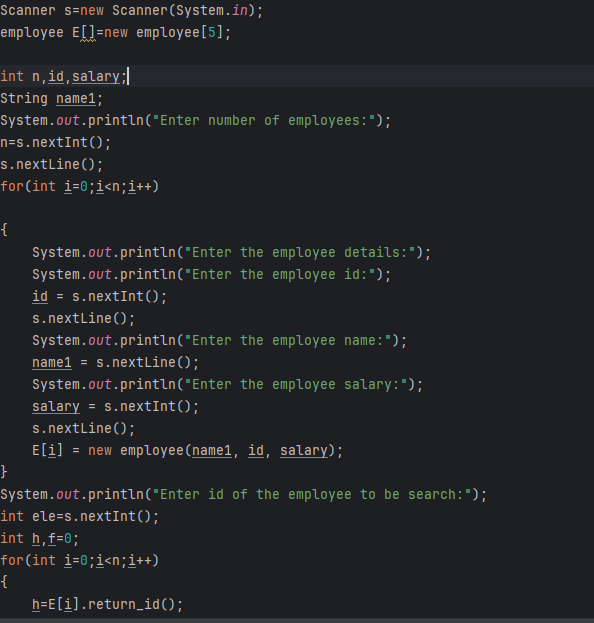 Scanner s=new Scanner(System.in);
employee E[]=new employee[5];
int n,id,salary;
String name1;
System.out.println("Enter number of employees:");
n=s.nextInt();
s.nextLine();
for(int i=0;i<n;i++)
{
System.out.println("Enter the employee details:");
System.out.println("Enter the employee id:");
id = s.nextInt();
s.nextLine();
System.out.println("Enter the employee name:");
name1 = s.nextLine();
System.out.println("Enter the employee salary:");
salary = s.nextInt();
s.nextLine();
E[i] = new employee(name1, id, salary);
}
System.out.println("Enter id of the employee to be search:");
int ele=s.nextInt();
int h,f=0;
for(int i=0;i<n;i++)
{
h=E[i].return_id();